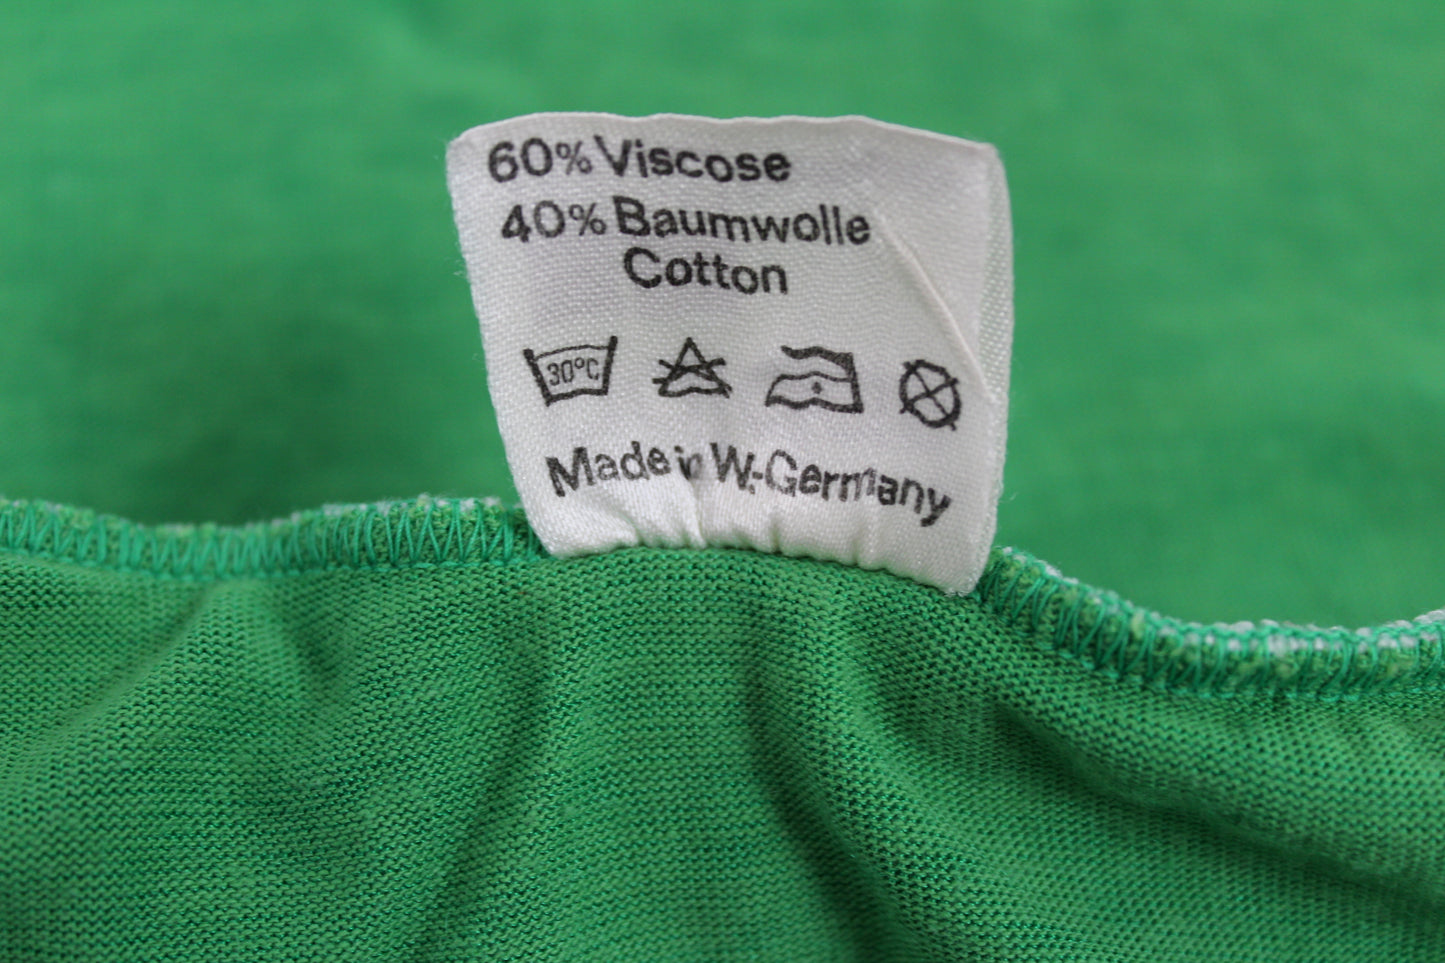 60% Viscose
40% Baumwolle
Cotton
30°C
Made in W.-Germany